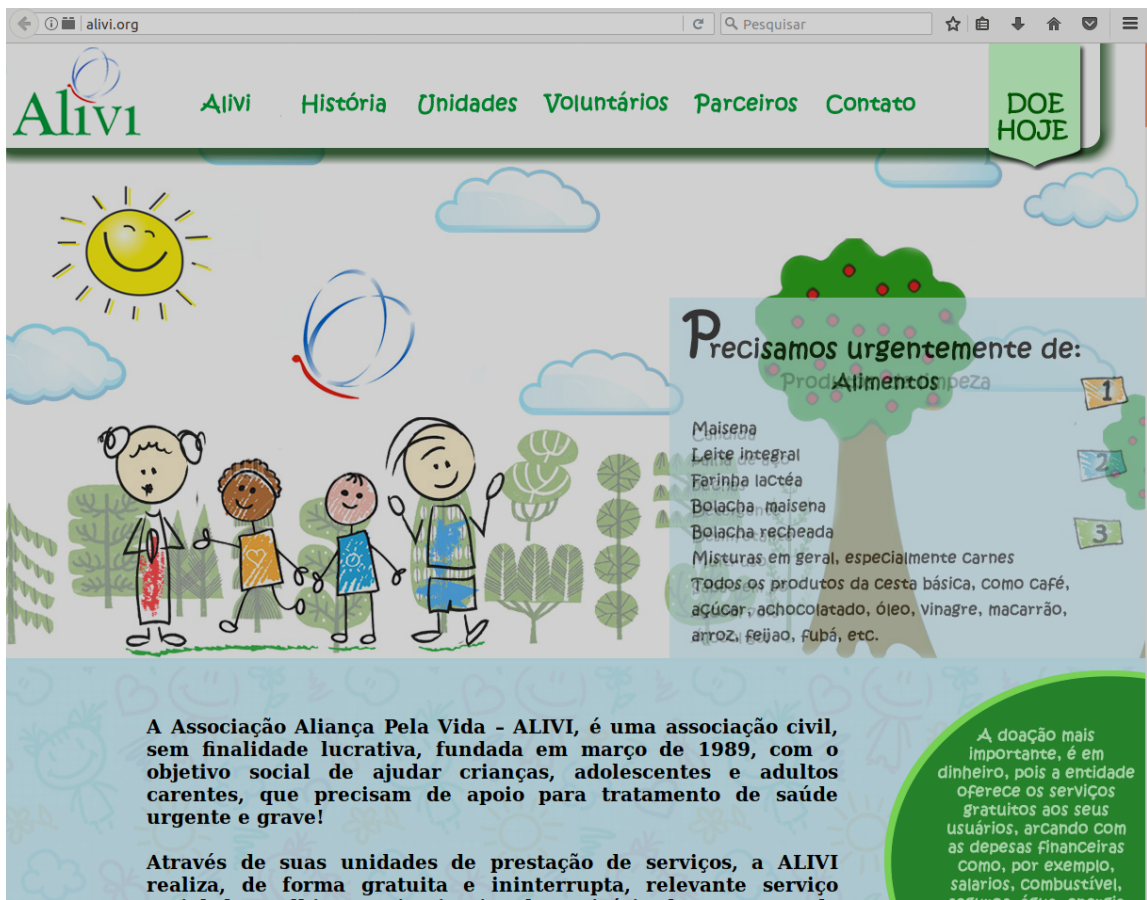 alivi.org
Pesquisar
Alivi
Alivi
História
Unidades
Voluntários
Parceiros
Contato
DOE
HOJE
Precisamos urgentemente de:
Alimentos
1
Maisena
Leite integral
2
Farinha lactéa
Bolacha maisena
Bolacha recheada
3
Misturas em geral, especialmente carnes
Todos os produtos da cesta básica, como café,
açúcar, achocolatado, óleo, vinagre, macarrão,
arroz, feijao, fubá, etc.
A Associação Aliança Pela Vida – ALIVI, é uma associação civil,
sem finalidade lucrativa, fundada em março de 1989, com o
objetivo social de ajudar crianças, adolescentes e adultos
carentes, que precisam de apoio para tratamento de saúde
urgente e grave!
Através de suas unidades de prestação de serviços, a ALIVI
realiza, de forma gratuita e ininterrupta, relevante serviço
A doação mais
importante, é em
dinheiro, pois a entidade
oferece os serviços
gratuitos aos seus
usuários, arcando com
as depesas financeiras
como, por exemplo,
salarios, combustível,